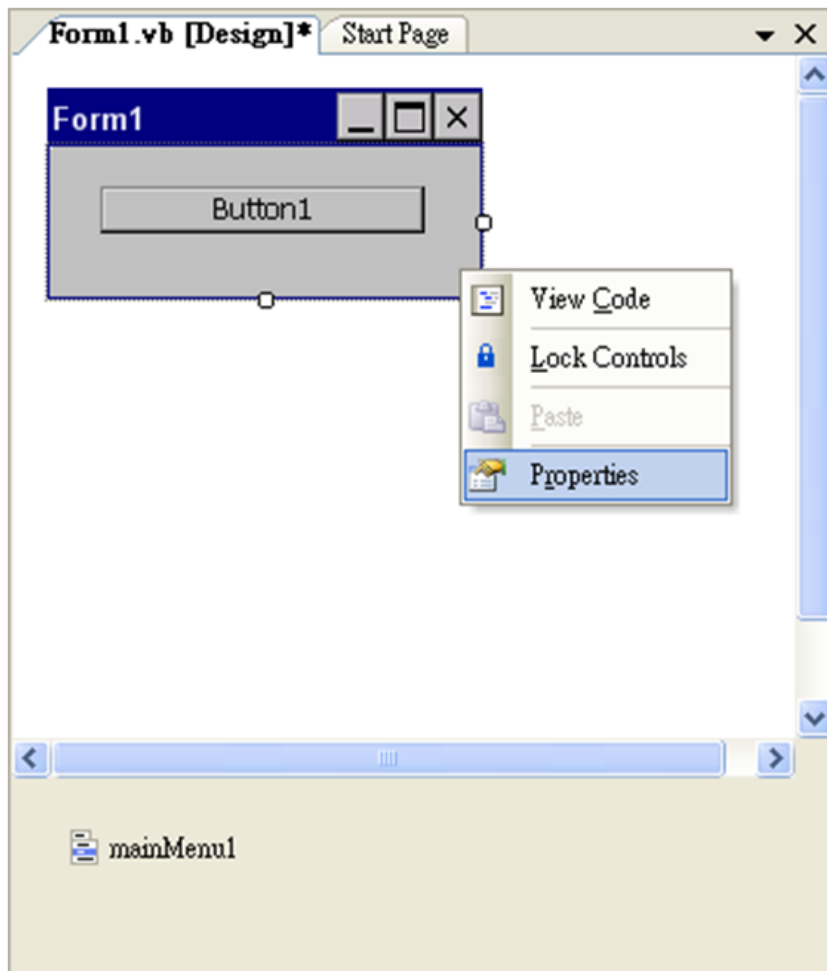 Form1.vb [Design]* Start Page
Form1
Button1
View Code
Lock Controls
Paste
Properties
mainMenu1